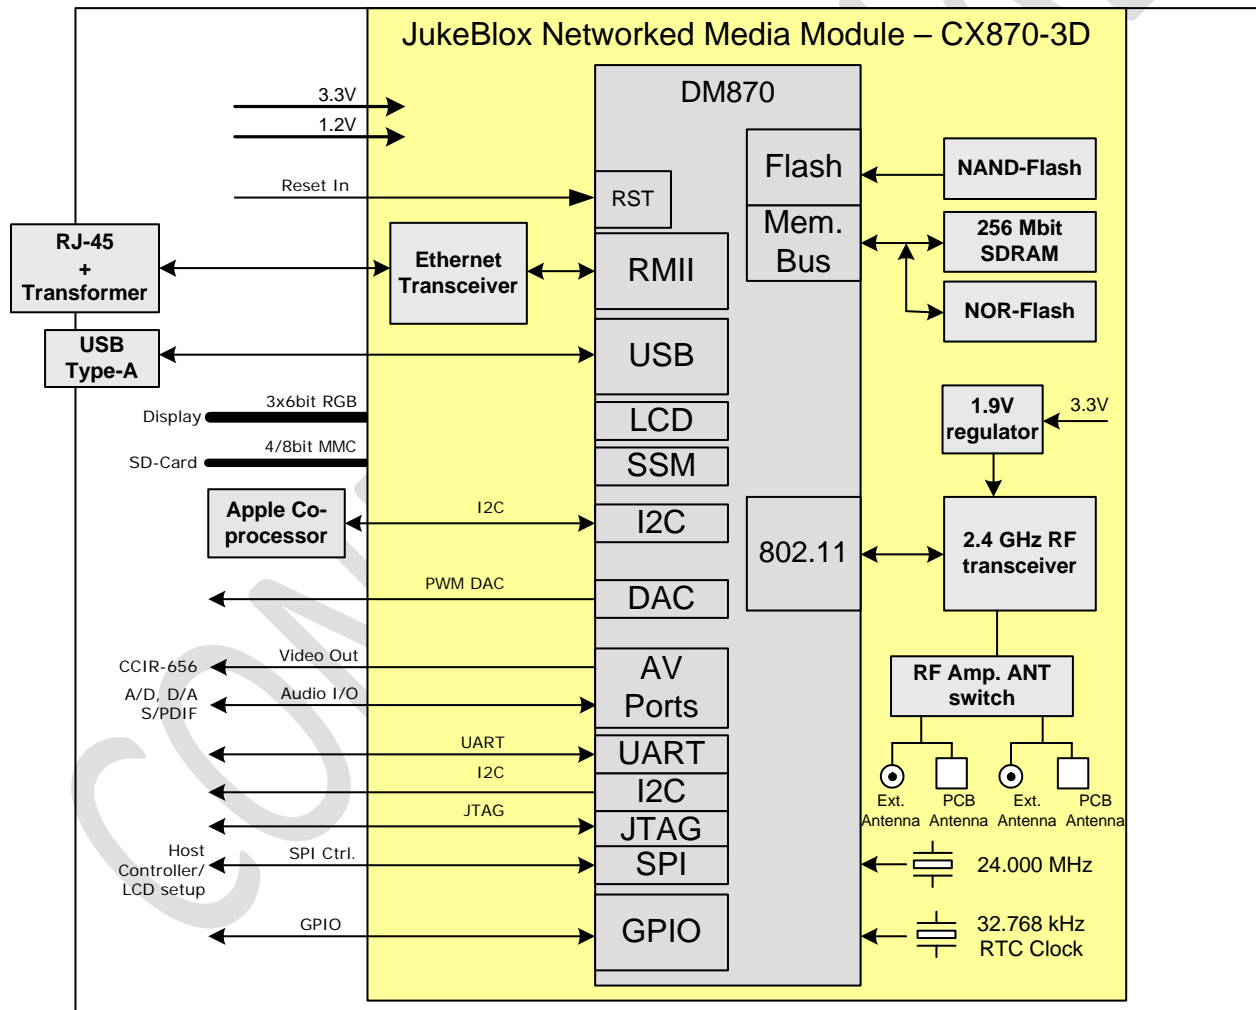 JukeBlox Networked Media Module – CX870-3D
DM870
3.3V
1.2V
Reset In
RST
Flash
Mem.
Bus
NAND-Flash
256 Mbit
SDRAM
NOR-Flash
RJ-45
+
Transformer
Ethernet
Transceiver
RMII
USB
Type-A
USB
Display
3x6bit RGB
LCD
SD-Card
4/8bit MMC
SSM
1.9V
regulator
3.3V
Apple Co-
processor
I2C
I2C
802.11
2.4 GHz RF
transceiver
PWM DAC
DAC
CCIR-656
Video Out
A/D, D/A
S/PDIF
Audio I/O
AV
Ports
RF Amp. ANT
switch
UART
UART
I2C
I2C
JTAG
JTAG
Ext.
Antenna
PCB
Antenna
Ext.
Antenna
PCB
Antenna
Host
Controller/
LCD setup
SPI Ctrl.
SPI
24.000 MHz
GPIO
GPIO
32.768 kHz
RTC Clock